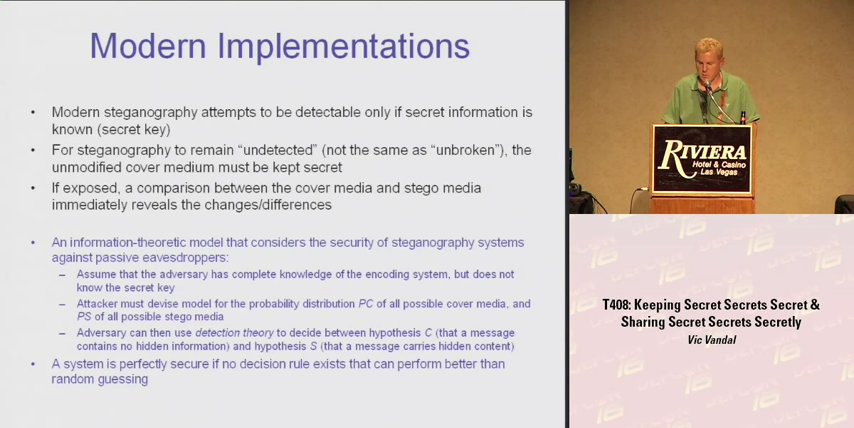 Modern Implementations
• Modern steganography attempts to be detectable only if secret information is
known (secret key)
• For steganography to remain “undetected” (not the same as “unbroken”), the
unmodified cover medium must be kept secret
• If exposed, a comparison between the cover media and stego media
immediately reveals the changes/differences
• An information-theoretic model that considers the security of steganography systems
against passive eavesdroppers:
– Assume that the adversary has complete knowledge of the encoding system, but does not
know the secret key
– Attacker must devise model for the probability distribution PC of all possible cover media, and
PS of all possible stego media
– Adversary can then use detection theory to decide between hypothesis C (that a message
contains no hidden information) and hypothesis S (that a message carries hidden content)
• A system is perfectly secure if no decision rule exists that can perform better than
random guessing
RIVIERA
Hotel & Casino
Las Vegas
T408: Keeping Secret Secrets Secret &
Sharing Secret Secrets Secretly
Vic Vandal